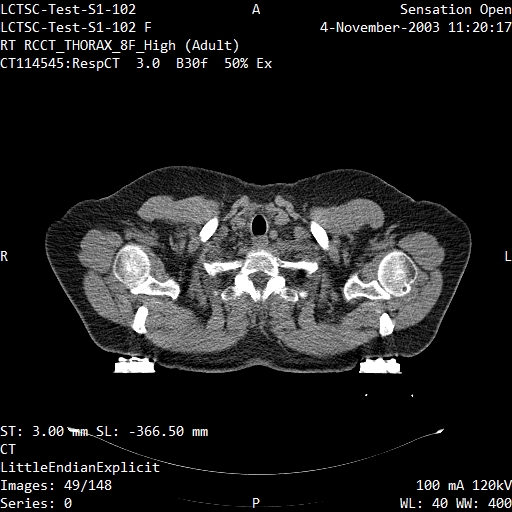 LCTSC-Test-S1-102
A
Sensation Open
LCTSC-Test-S1-102 F
4-November-2003 11:20:17
RT RCCT_THORAX_8F_High (Adult)
CT114545:RespCT 3.0 B30f 50% Ex
R
L
ST: 3.00 mm SL: -366.50 mm
CT
LittleEndianExplicit
Images: 49/148
100 mA 120kV
Series: 0
P
WL: 40 WW: 400